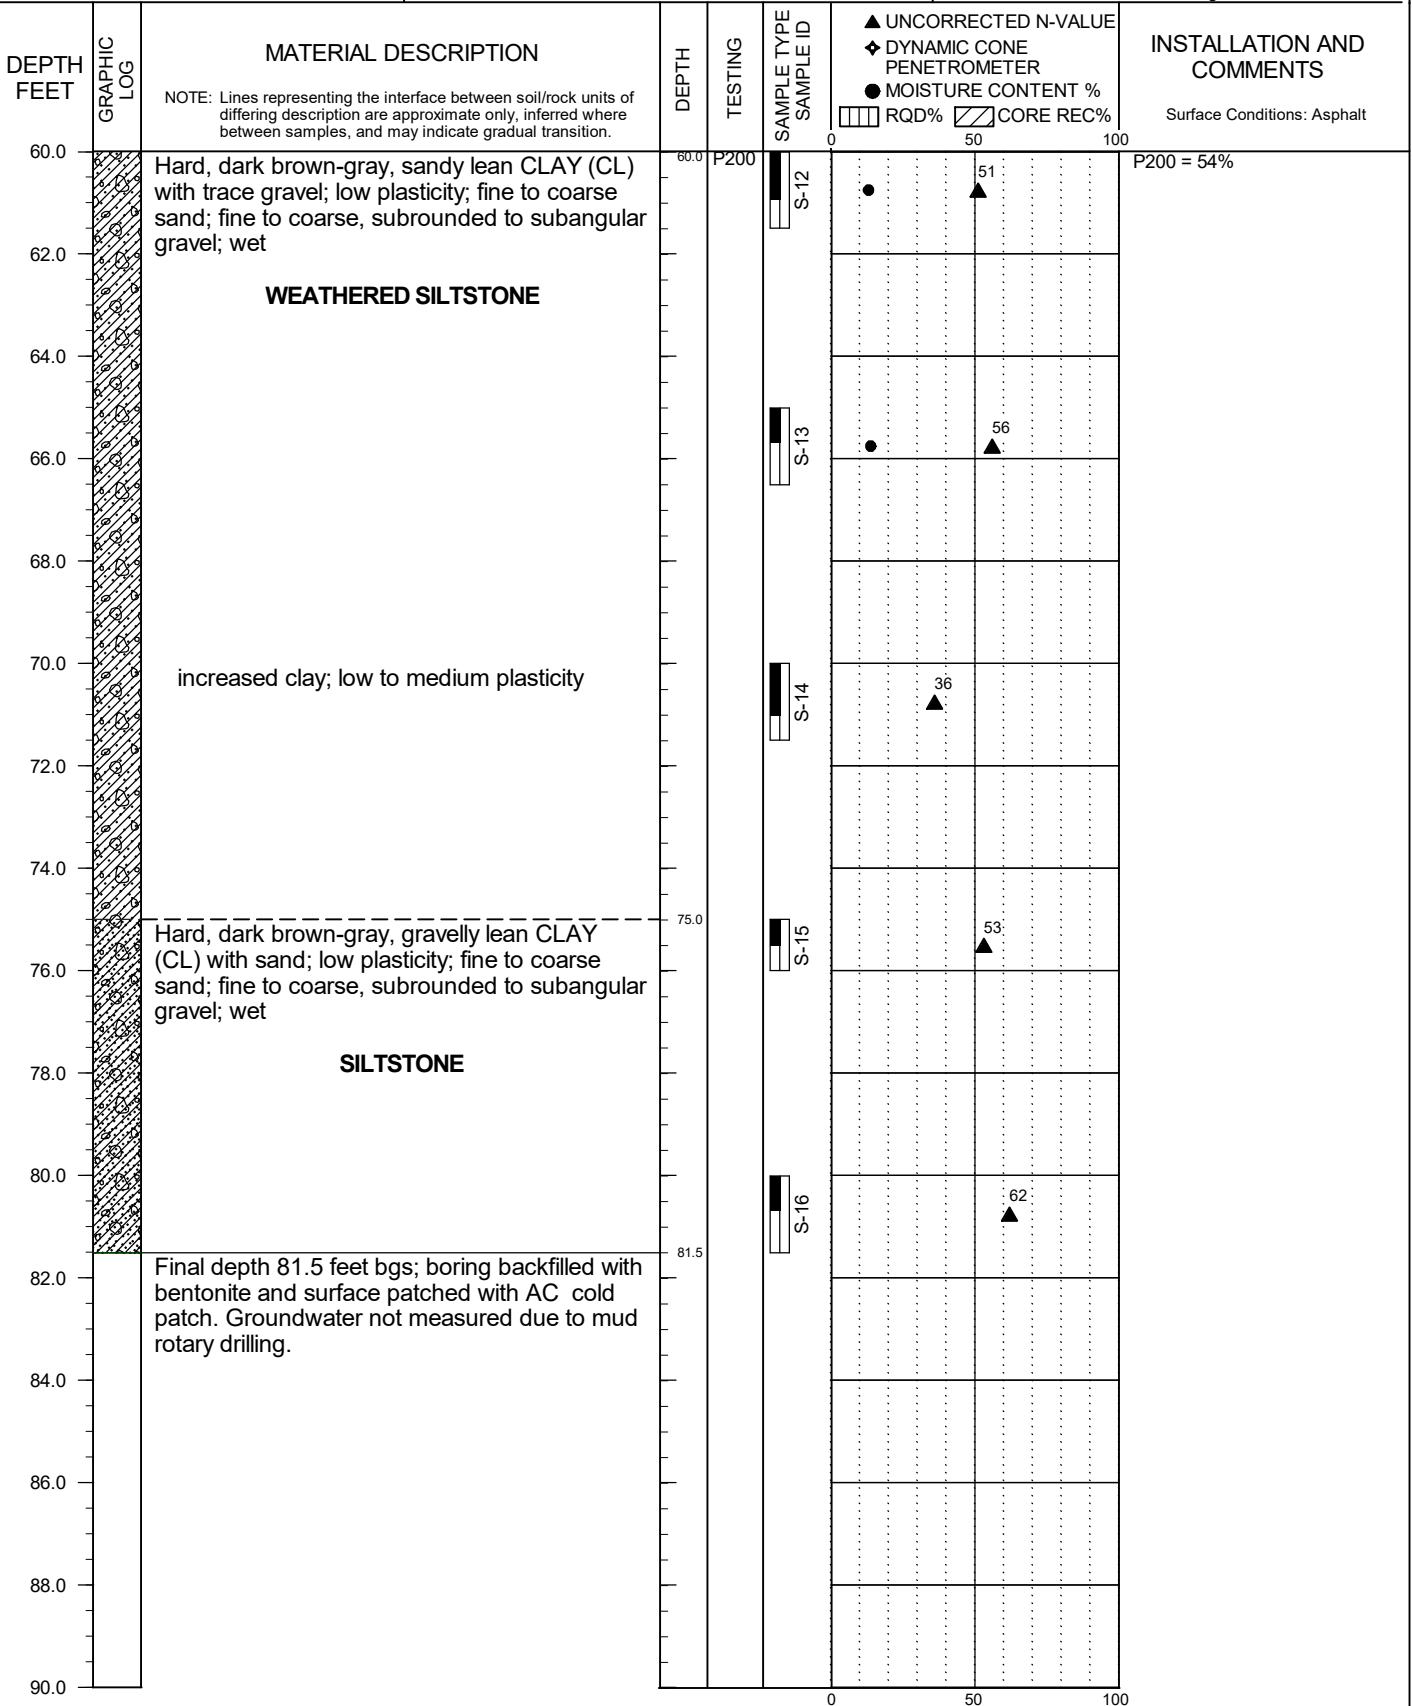 DEPTH
FEET
GRAPHIC
LOG
MATERIAL DESCRIPTION
NOTE: Lines representing the interface between soil/rock units of
differing description are approximate only, inferred where
between samples, and may indicate gradual transition.
DEPTH
TESTING
SAMPLE TYPE
SAMPLE ID
▲ UNCORRECTED N-VALUE
DYNAMIC CONE
PENETROMETER
● MOISTURE CONTENT %
RQD% CORE REC%
0 50 100
INSTALLATION AND
COMMENTS
Surface Conditions: Asphalt
60.0
Hard, dark brown-gray, sandy lean CLAY (CL)
with trace gravel; low plasticity; fine to coarse
sand; fine to coarse, subrounded to subangular
gravel; wet
60.0
P200
S-12
51
P200 = 54%
62.0
WEATHERED SILTSTONE
64.0
S-13
56
66.0
68.0
70.0
increased clay; low to medium plasticity
S-14
36
72.0
74.0
75.0
Hard, dark brown-gray, gravelly lean CLAY
(CL) with sand; low plasticity; fine to coarse
sand; fine to coarse, subrounded to subangular
gravel; wet
S-15
53
76.0
SILTSTONE
78.0
80.0
S-16
62
81.5
Final depth 81.5 feet bgs; boring backfilled with
bentonite and surface patched with AC cold
patch. Groundwater not measured due to mud
rotary drilling.
82.0
84.0
86.0
88.0
90.0
0 50 100